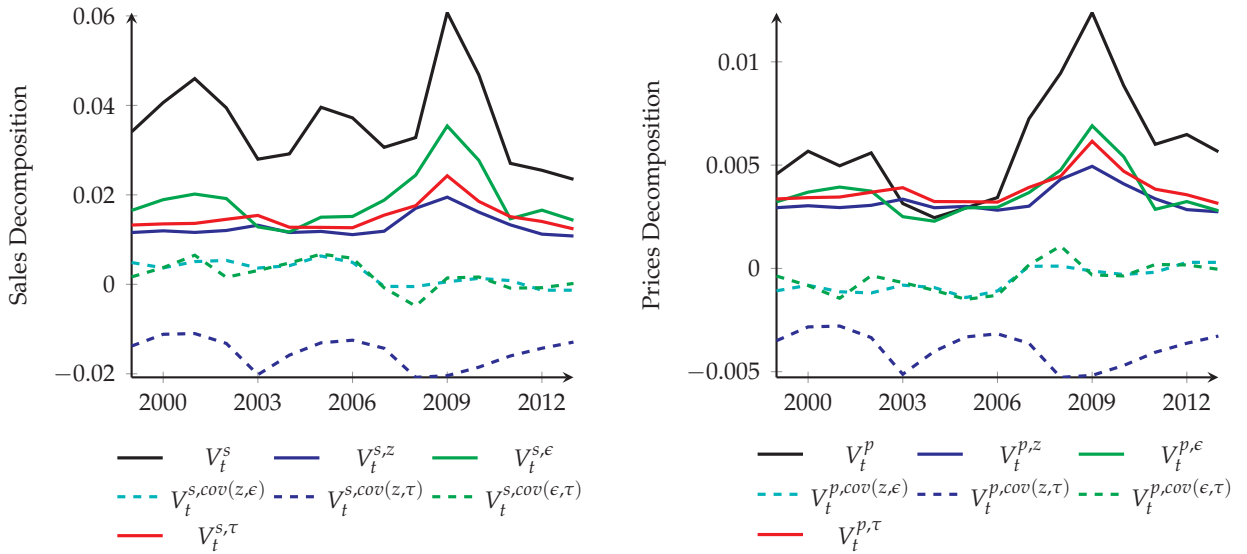 Sales Decomposition
0.06
0.04
0.02
0
−0.02
2000 2003 2006 2009 2012
V_t^s V_t^{s,z} V_t^{s,ϵ}
V_t^{s,cov(z,ϵ)} V_t^{s,cov(z,τ)} V_t^{s,cov(ϵ,τ)}
V_t^{s,τ}
Prices Decomposition
0.01
0.005
0
−0.005
2000 2003 2006 2009 2012
V_t^p V_t^{p,z} V_t^{p,ϵ}
V_t^{p,cov(z,ϵ)} V_t^{p,cov(z,τ)} V_t^{p,cov(ϵ,τ)}
V_t^{p,τ}